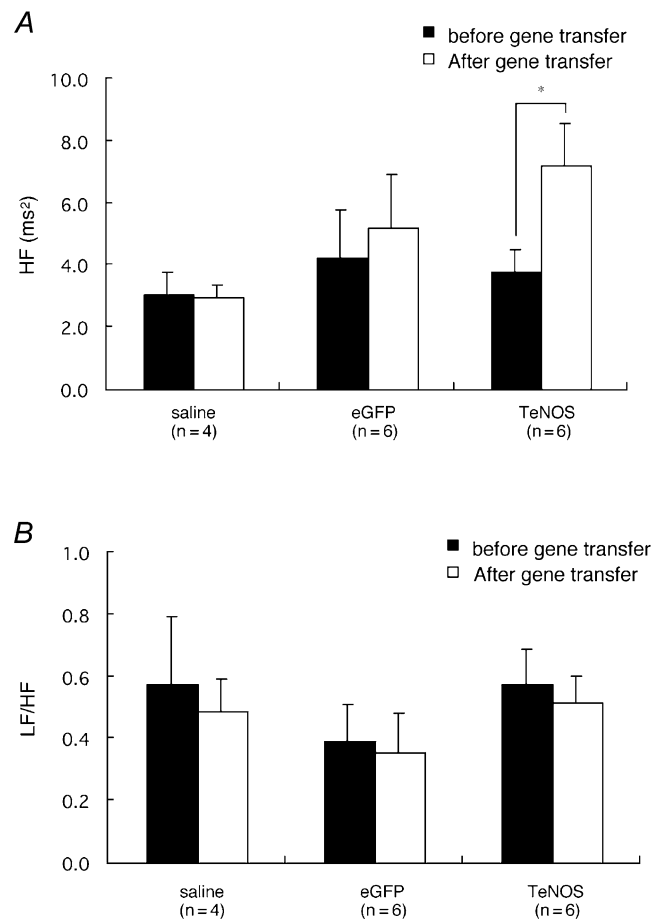 A
before gene transfer
After gene transfer
10.0
8.0
6.0
4.0
2.0
0.0
HF (ms²)
*
saline
(n = 4)
eGFP
(n = 6)
TeNOS
(n = 6)
B
before gene transfer
After gene transfer
1.0
0.8
0.6
0.4
0.2
0.0
LF/HF
saline
(n = 4)
eGFP
(n = 6)
TeNOS
(n = 6)